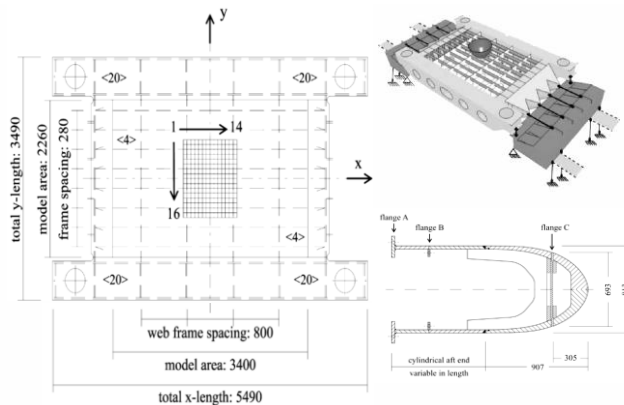 y
<20>
<20>
1
14
<4>
x
16
<4>
<20>
<20>
total y-length: 3490
model area: 2260
frame spacing: 280
web frame spacing: 800
model area: 3400
total x-length: 5490
flange A
flange B
flange C
693
cylindrical aft end
variable in length
305
907